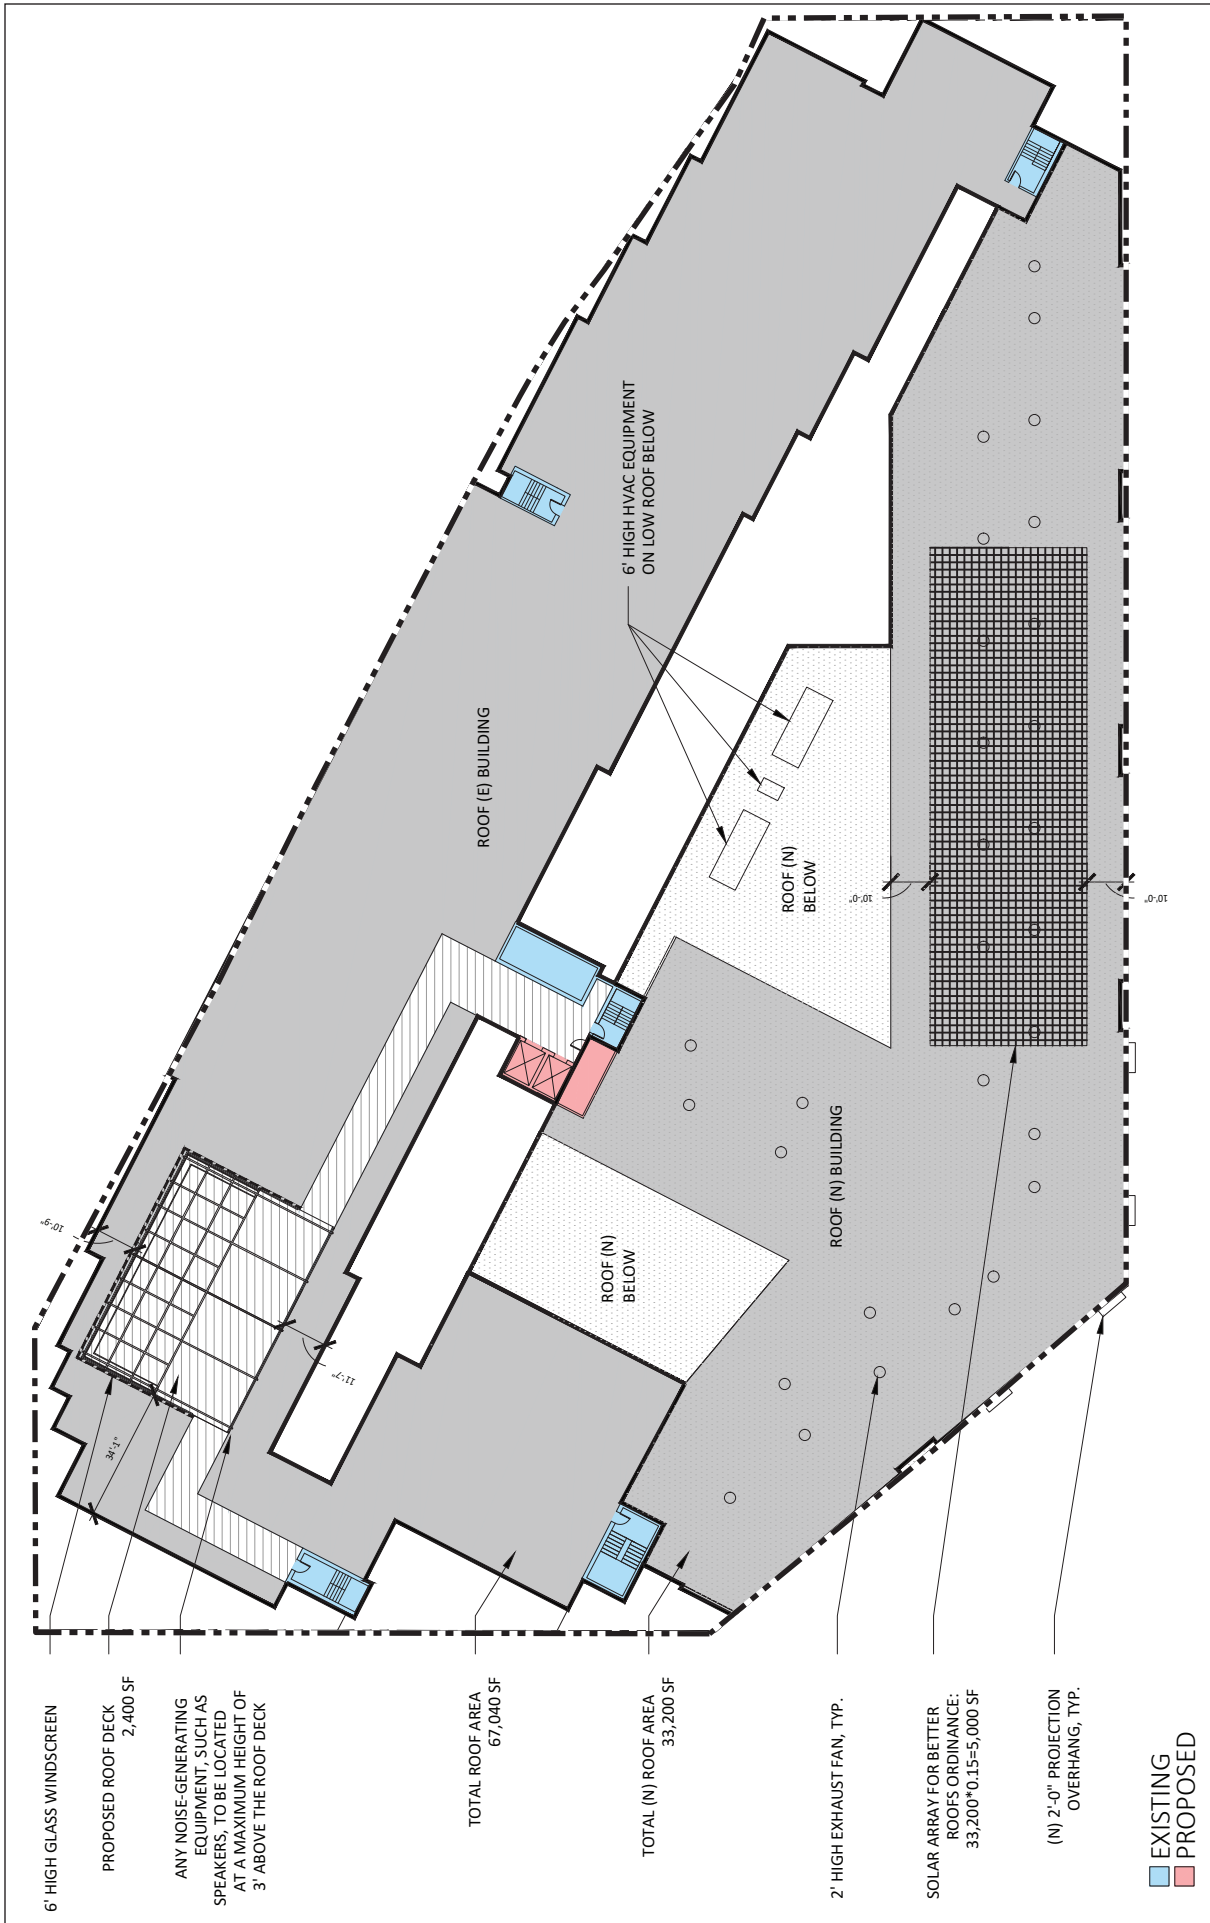 6' HIGH GLASS WINDSCREEN
PROPOSED ROOF DECK
2,400 SF
ANY NOISE-GENERATING
EQUIPMENT, SUCH AS
SPEAKERS, TO BE LOCATED
AT A MAXIMUM HEIGHT OF
3' ABOVE THE ROOF DECK
TOTAL ROOF AREA
67,040 SF
TOTAL (N) ROOF AREA
33,200 SF
2' HIGH EXHAUST FAN, TYP.
SOLAR ARRAY FOR BETTER
ROOFS ORDINANCE:
33,200*0.15=5,000 SF
(N) 2'-0" PROJECTION
OVERHANG, TYP.
EXISTING
PROPOSED
34'-1"
10'-9"
11'-7"
ROOF (E) BUILDING
6' HIGH HVAC EQUIPMENT
ON LOW ROOF BELOW
ROOF (N)
BELOW
ROOF (N)
BELOW
ROOF (N) BUILDING
10'-0"
10'-0"